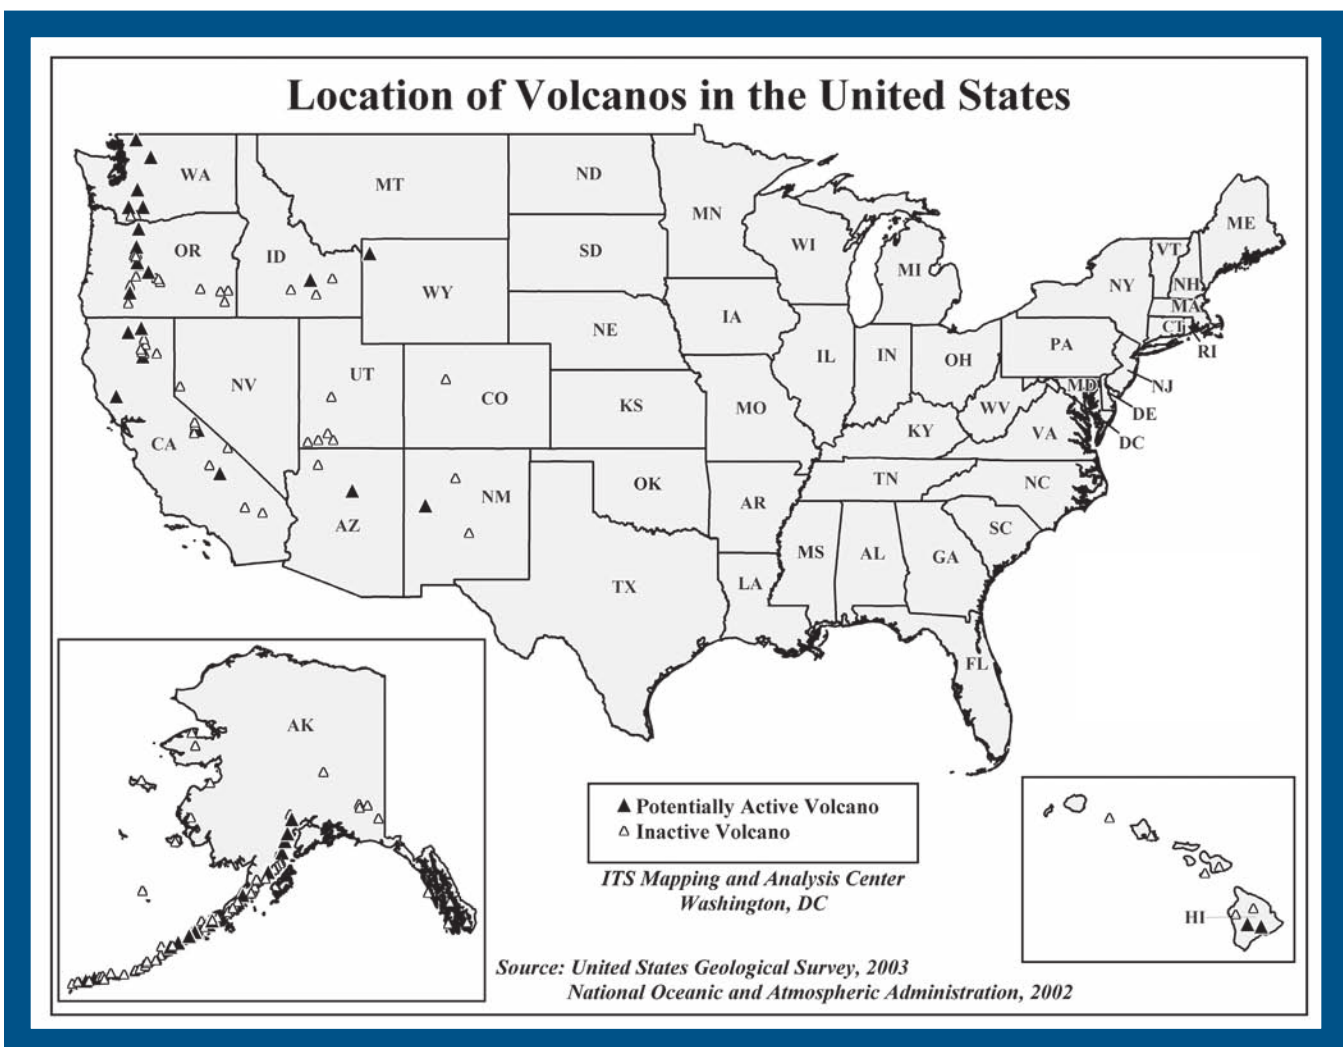 Location of Volcanos in the United States
WA
MT
ND
MN
ME
OR
ID
SD
WI
MI
VT
NY
NH
MA
WY
CT
RI
IA
NE
PA
NV
UT
CO
IL
IN
OH
NJ
MD
DE
KS
MO
WV
CA
KY
VA
DC
TN
NM
OK
NC
AZ
AR
SC
MS
AL
GA
TX
LA
FL
AK
Potentially Active Volcano
Inactive Volcano
ITS Mapping and Analysis Center
Washington, DC
HI
Source: United States Geological Survey, 2003
National Oceanic and Atmospheric Administration, 2002